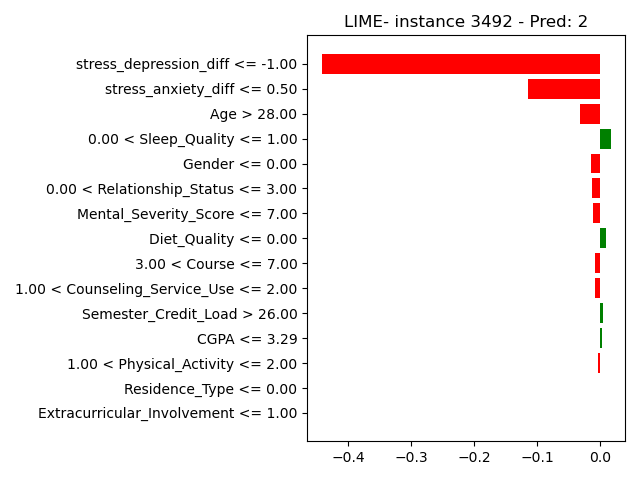 LIME- instance 3492 - Pred: 2
stress_depression_diff <= -1.00
stress_anxiety_diff <= 0.50
Age > 28.00
0.00 < Sleep_Quality <= 1.00
Gender <= 0.00
0.00 < Relationship_Status <= 3.00
Mental_Severity_Score <= 7.00
Diet_Quality <= 0.00
3.00 < Course <= 7.00
1.00 < Counseling_Service_Use <= 2.00
Semester_Credit_Load > 26.00
CGPA <= 3.29
1.00 < Physical_Activity <= 2.00
Residence_Type <= 0.00
Extracurricular_Involvement <= 1.00
−0.4 −0.3 −0.2 −0.1 0.0